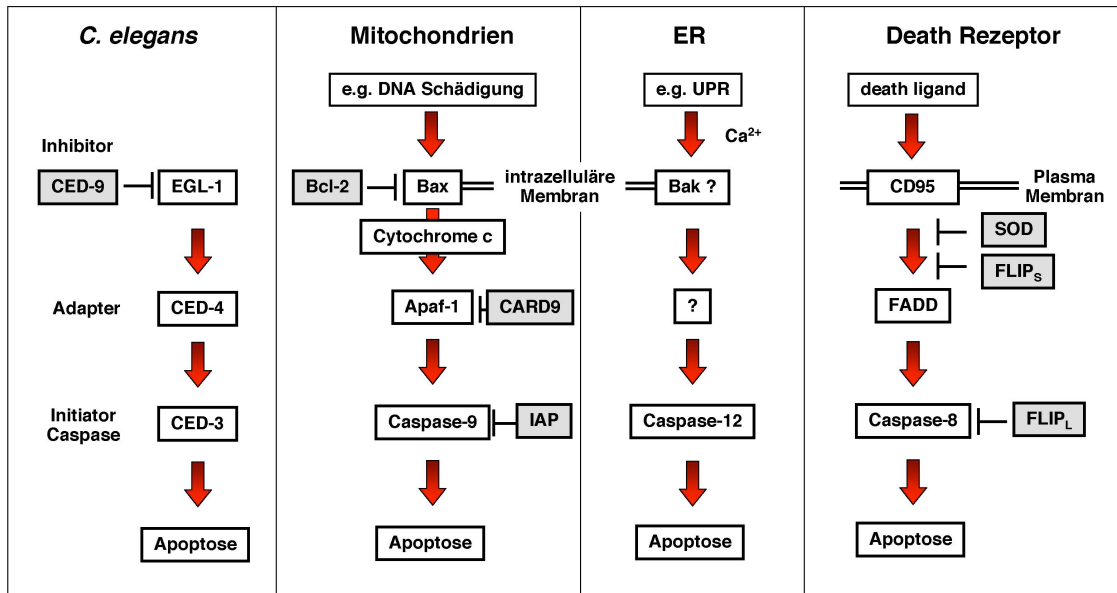 C. elegans
Inhibitor
CED-9
EGL-1
Adapter
CED-4
Initiator
Caspase
CED-3
Apoptose
Mitochondrien
e.g. DNA Schädigung
Bcl-2
Bax
intrazelluläre
Membran
Cytochrome c
Apaf-1
CARD9
Caspase-9
IAP
Apoptose
ER
e.g. UPR
Ca²⁺
Bak ?
?
Caspase-12
Apoptose
Death Rezeptor
death ligand
CD95
Plasma
Membran
SOD
FLIPS
FADD
Caspase-8
FLIPL
Apoptose